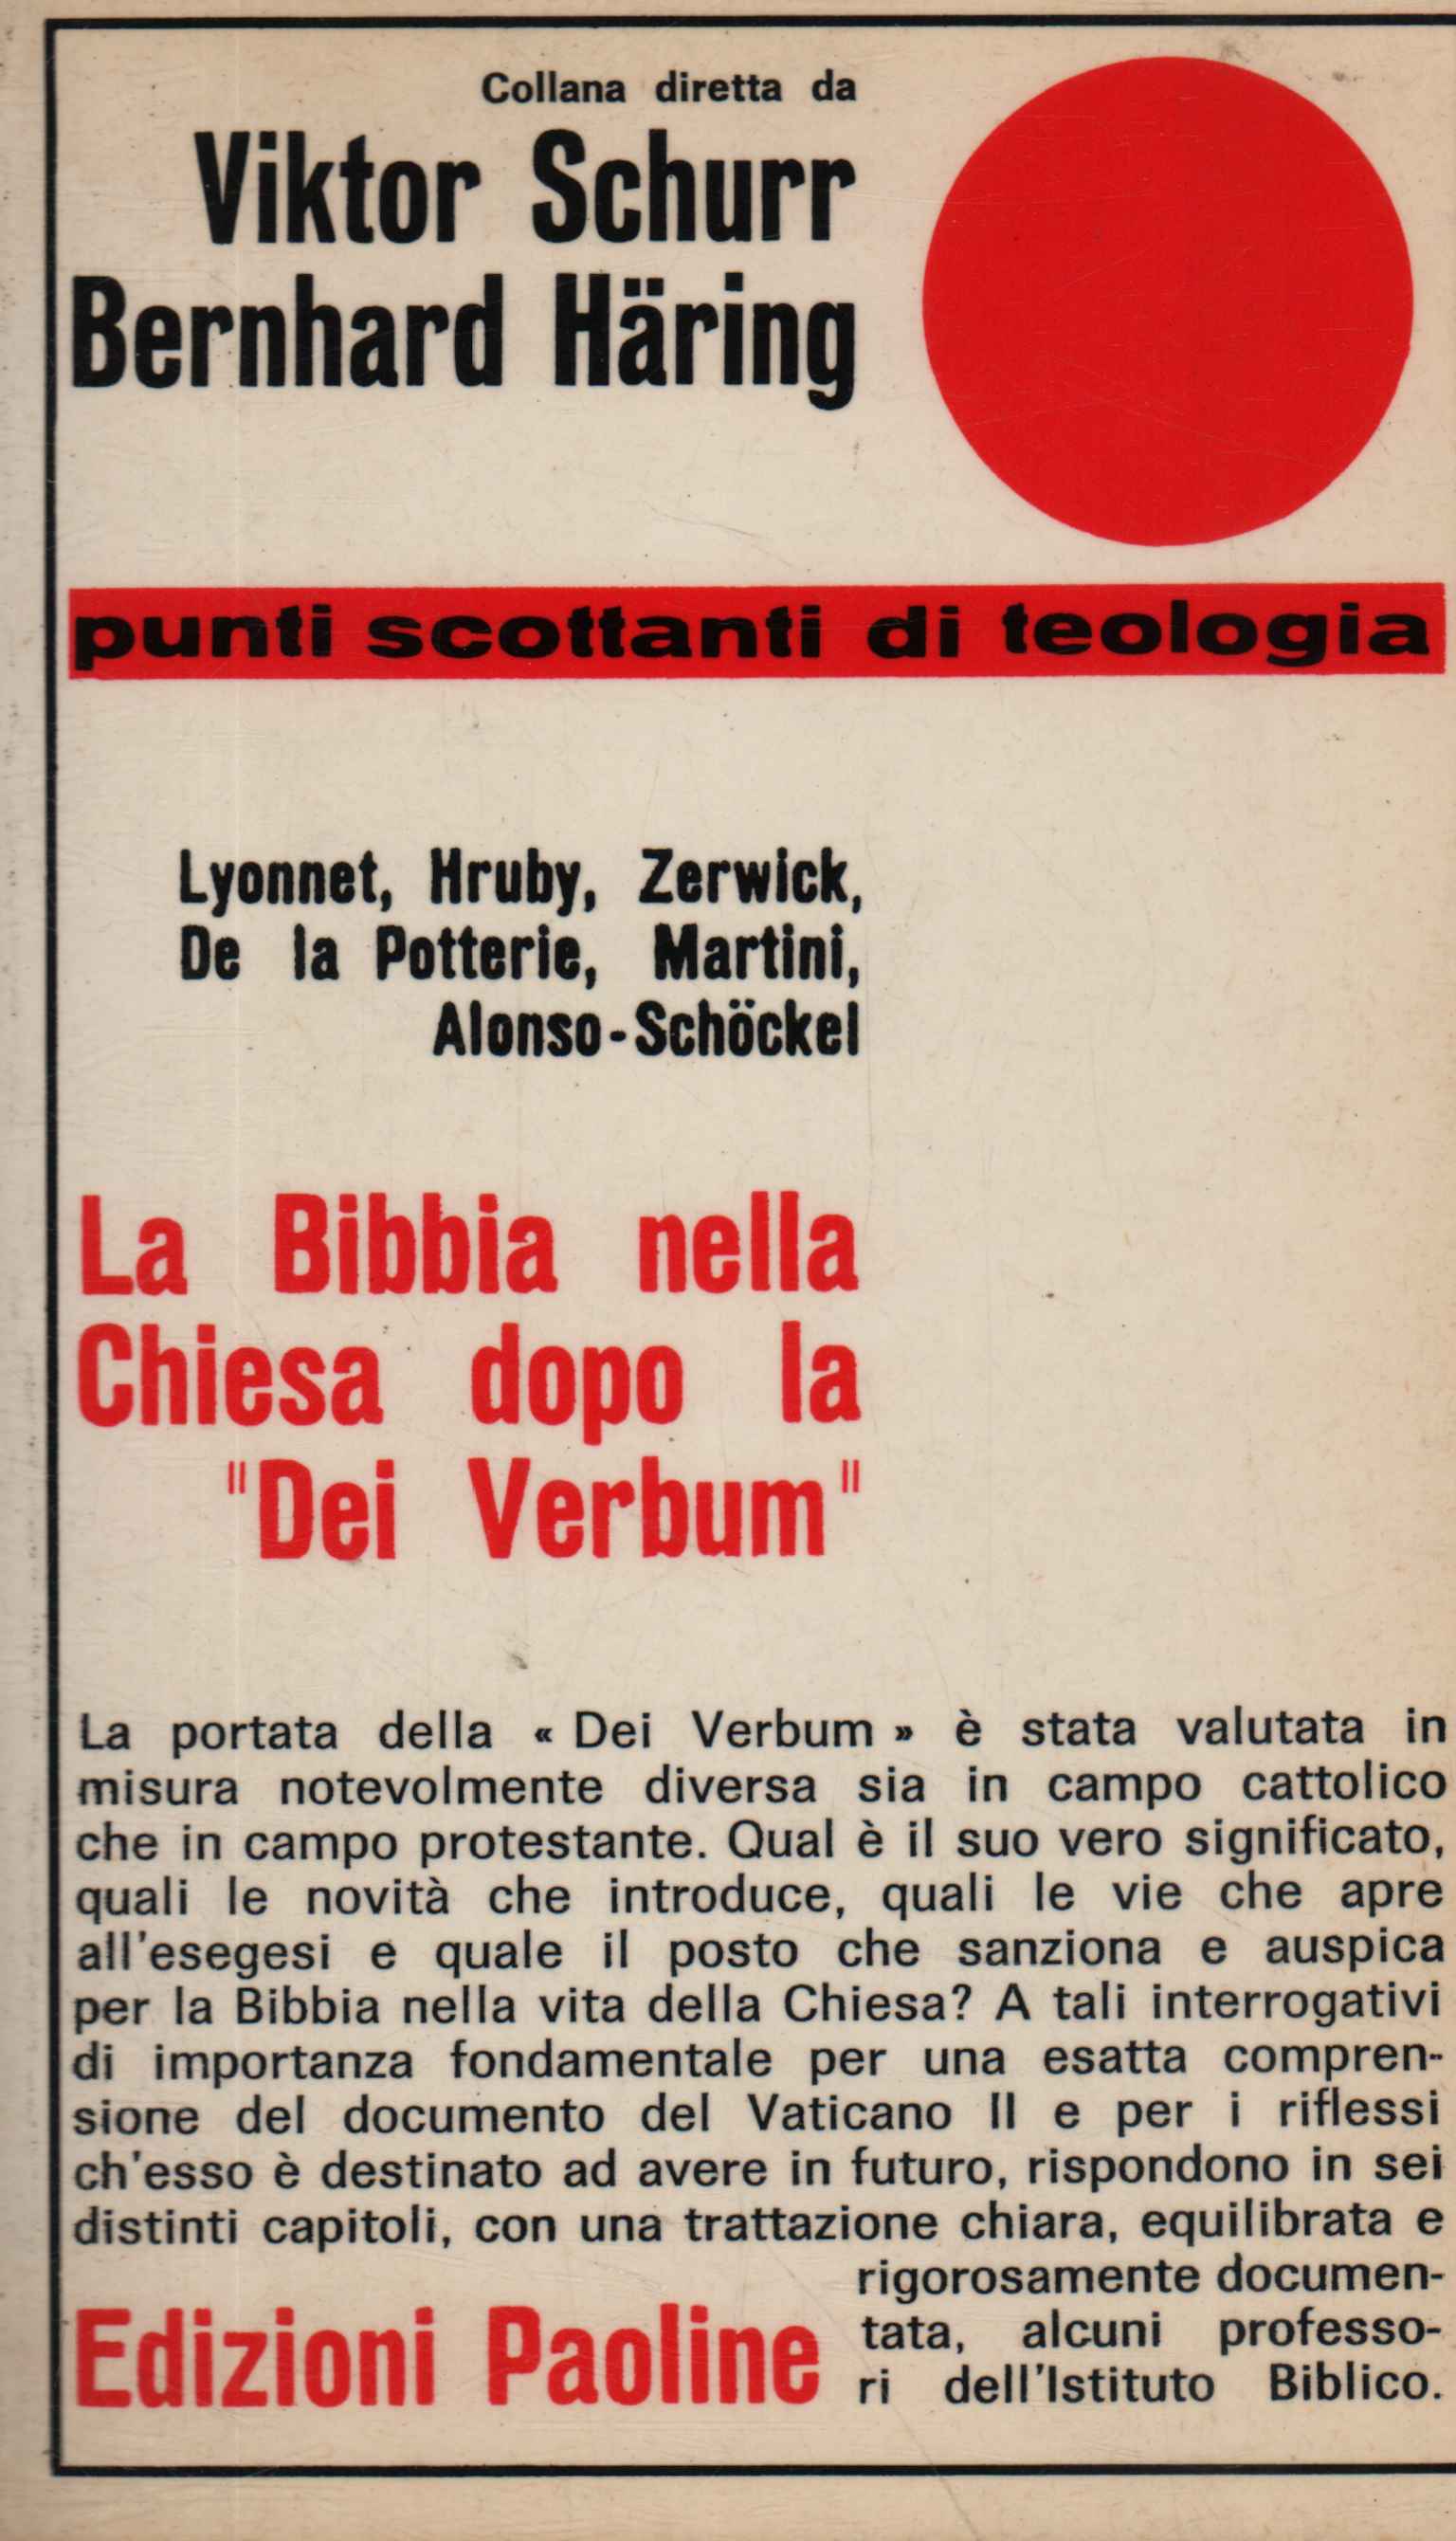 Collana diretta da
Viktor Schurr
Bernhard Häring
punti scottanti di teologia
Lyonnet, Hruby, Zerwick,
De la Potterie, Martini,
Alonso-Schöckel
La Bibbia nella
Chiesa dopo la
"Dei Verbum"
La portata della « Dei Verbum » è stata valutata in
misura notevolmente diversa sia in campo cattolico
che in campo protestante. Qual è il suo vero significato,
quali le novità che introduce, quali le vie che apre
all'esegesi e quale il posto che sanziona e auspica
per la Bibbia nella vita della Chiesa? A tali interrogativi
di importanza fondamentale per una esatta compren-
sione del documento del Vaticano II e per i riflessi
ch'esso è destinato ad avere in futuro, rispondono in sei
distinti capitoli, con una trattazione chiara, equilibrata e
rigorosamente documen-
tata, alcuni professo-
ri dell'Istituto Biblico.
Edizioni Paoline